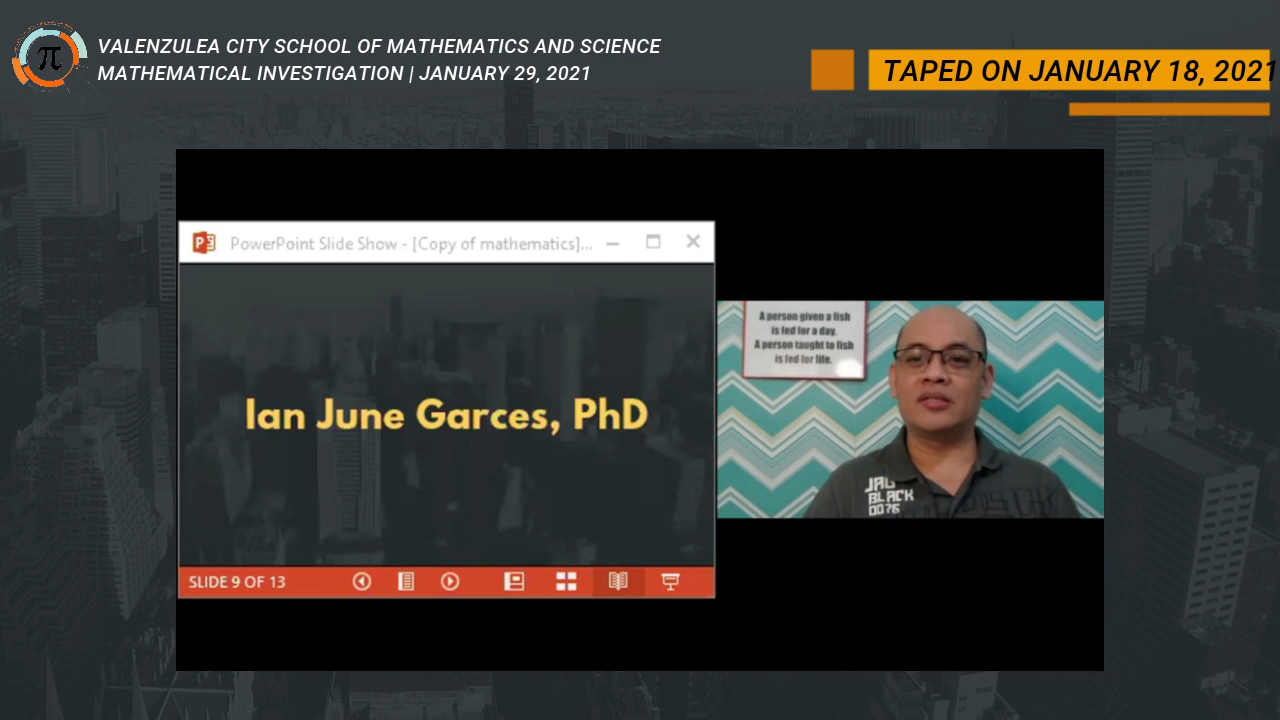 VALENZULEA CITY SCHOOL OF MATHEMATICS AND SCIENCE
MATHEMATICAL INVESTIGATION | JANUARY 29, 2021
π
TAPED ON JANUARY 18, 2021
PowerPoint Slide Show - [Copy of mathematics]...
Ian June Garces, PhD
SLIDE 9 OF 13
A person given a fish
is fed for a day.
A person taught to fish
is fed for life.
JAG
BLACK
0076